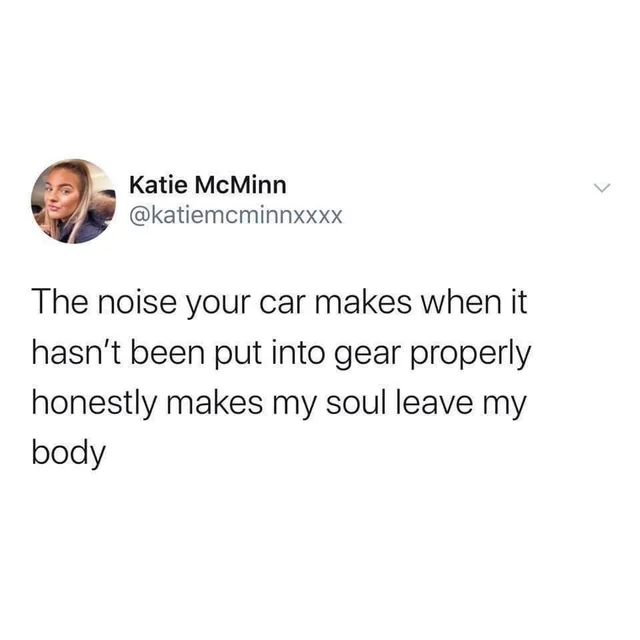 Katie McMinn
@katiemcminnxxxx
The noise your car makes when it
hasn't been put into gear properly
honestly makes my soul leave my
body